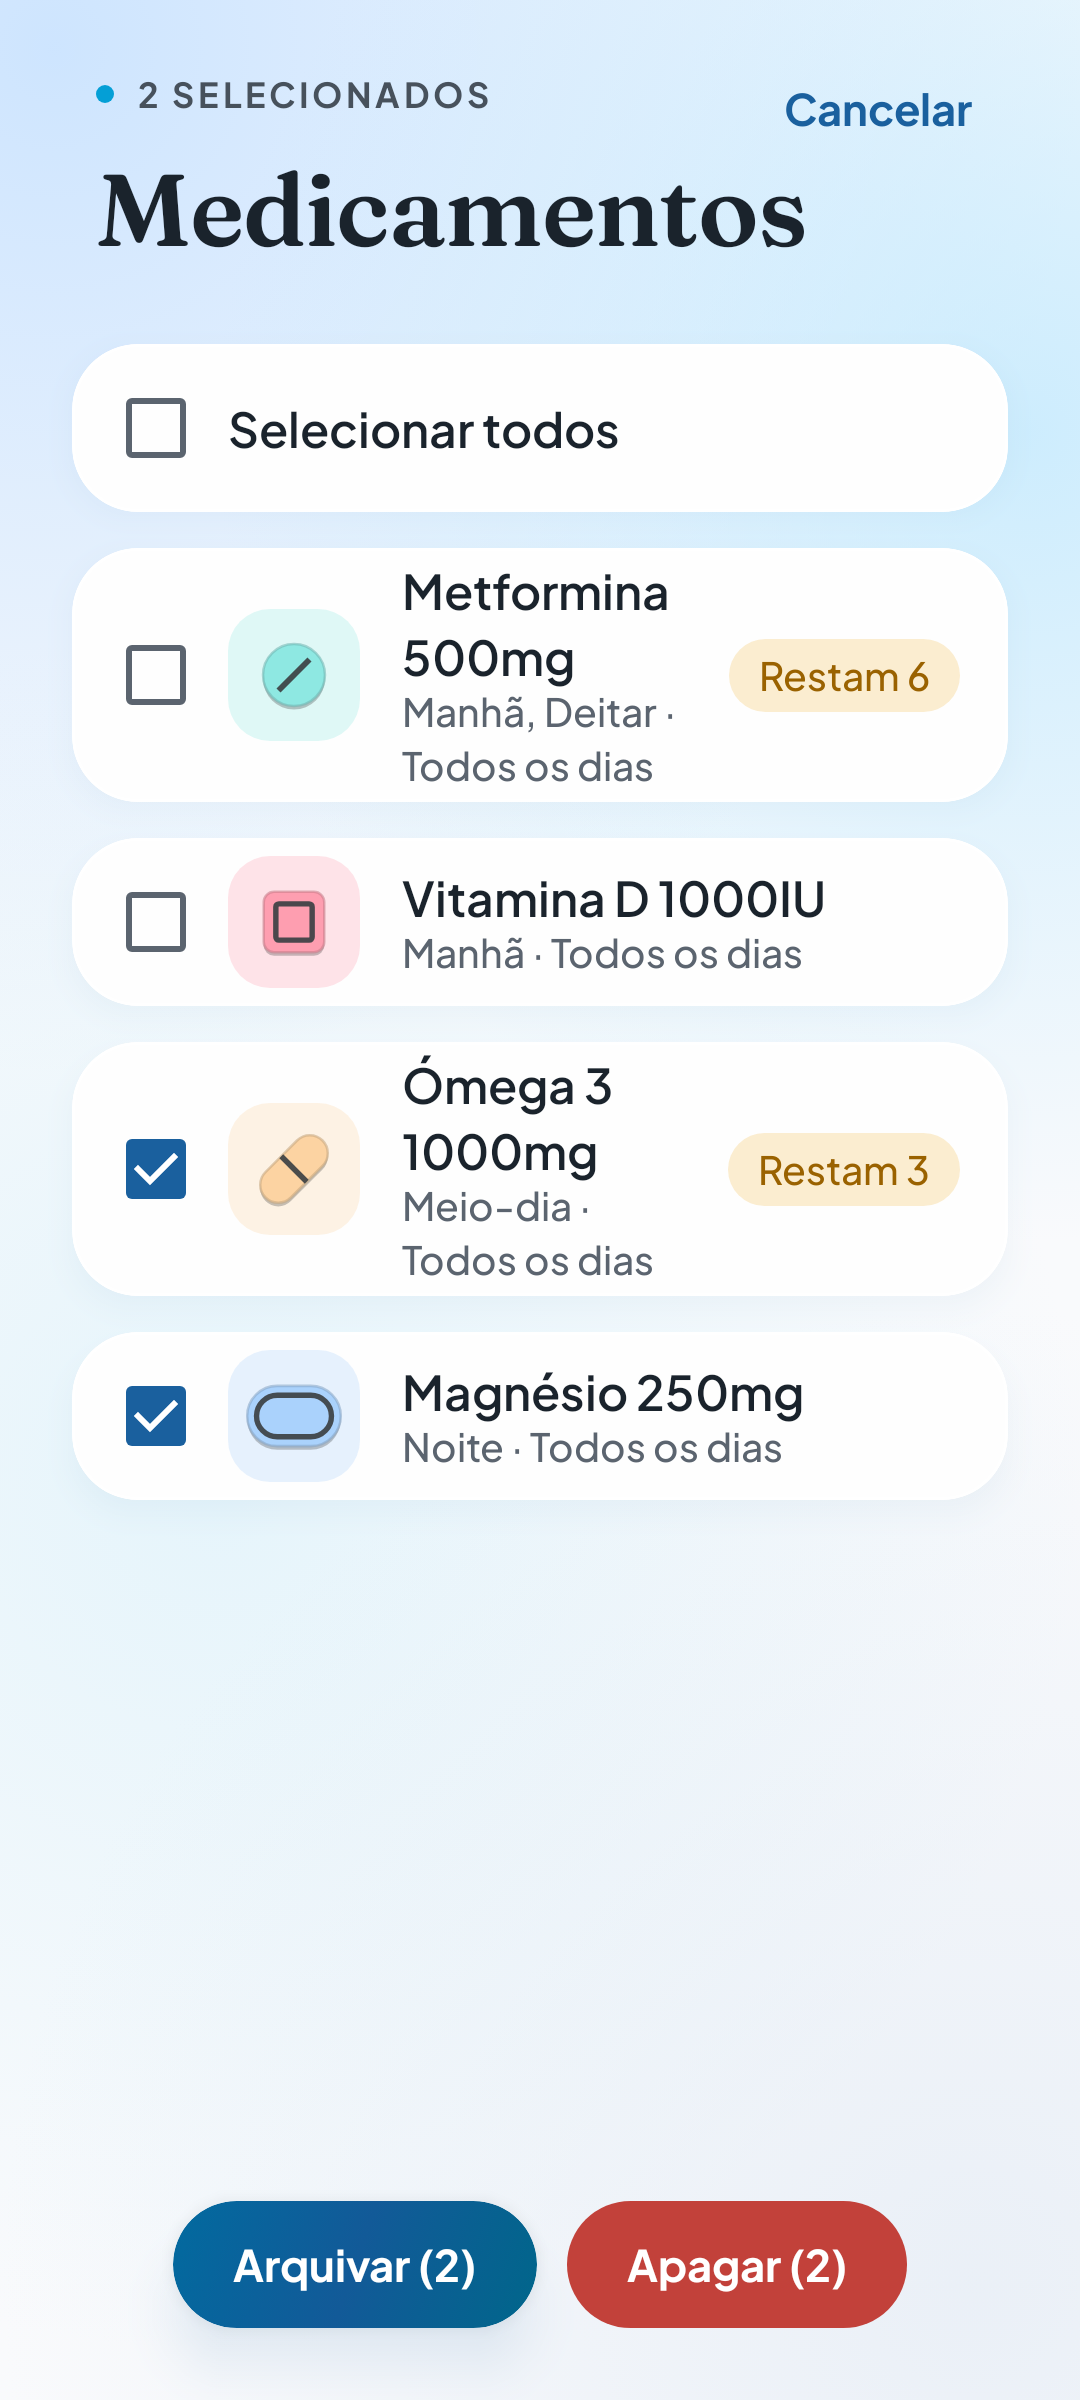 2 SELECIONADOS
Cancelar
Medicamentos
Selecionar todos
Metformina
500mg
Manhã, Deitar ·
Todos os dias
Restam 6
Vitamina D 1000IU
Manhã · Todos os dias
Ómega 3
1000mg
Meio-dia ·
Todos os dias
Restam 3
Magnésio 250mg
Noite · Todos os dias
Arquivar (2)
Apagar (2)